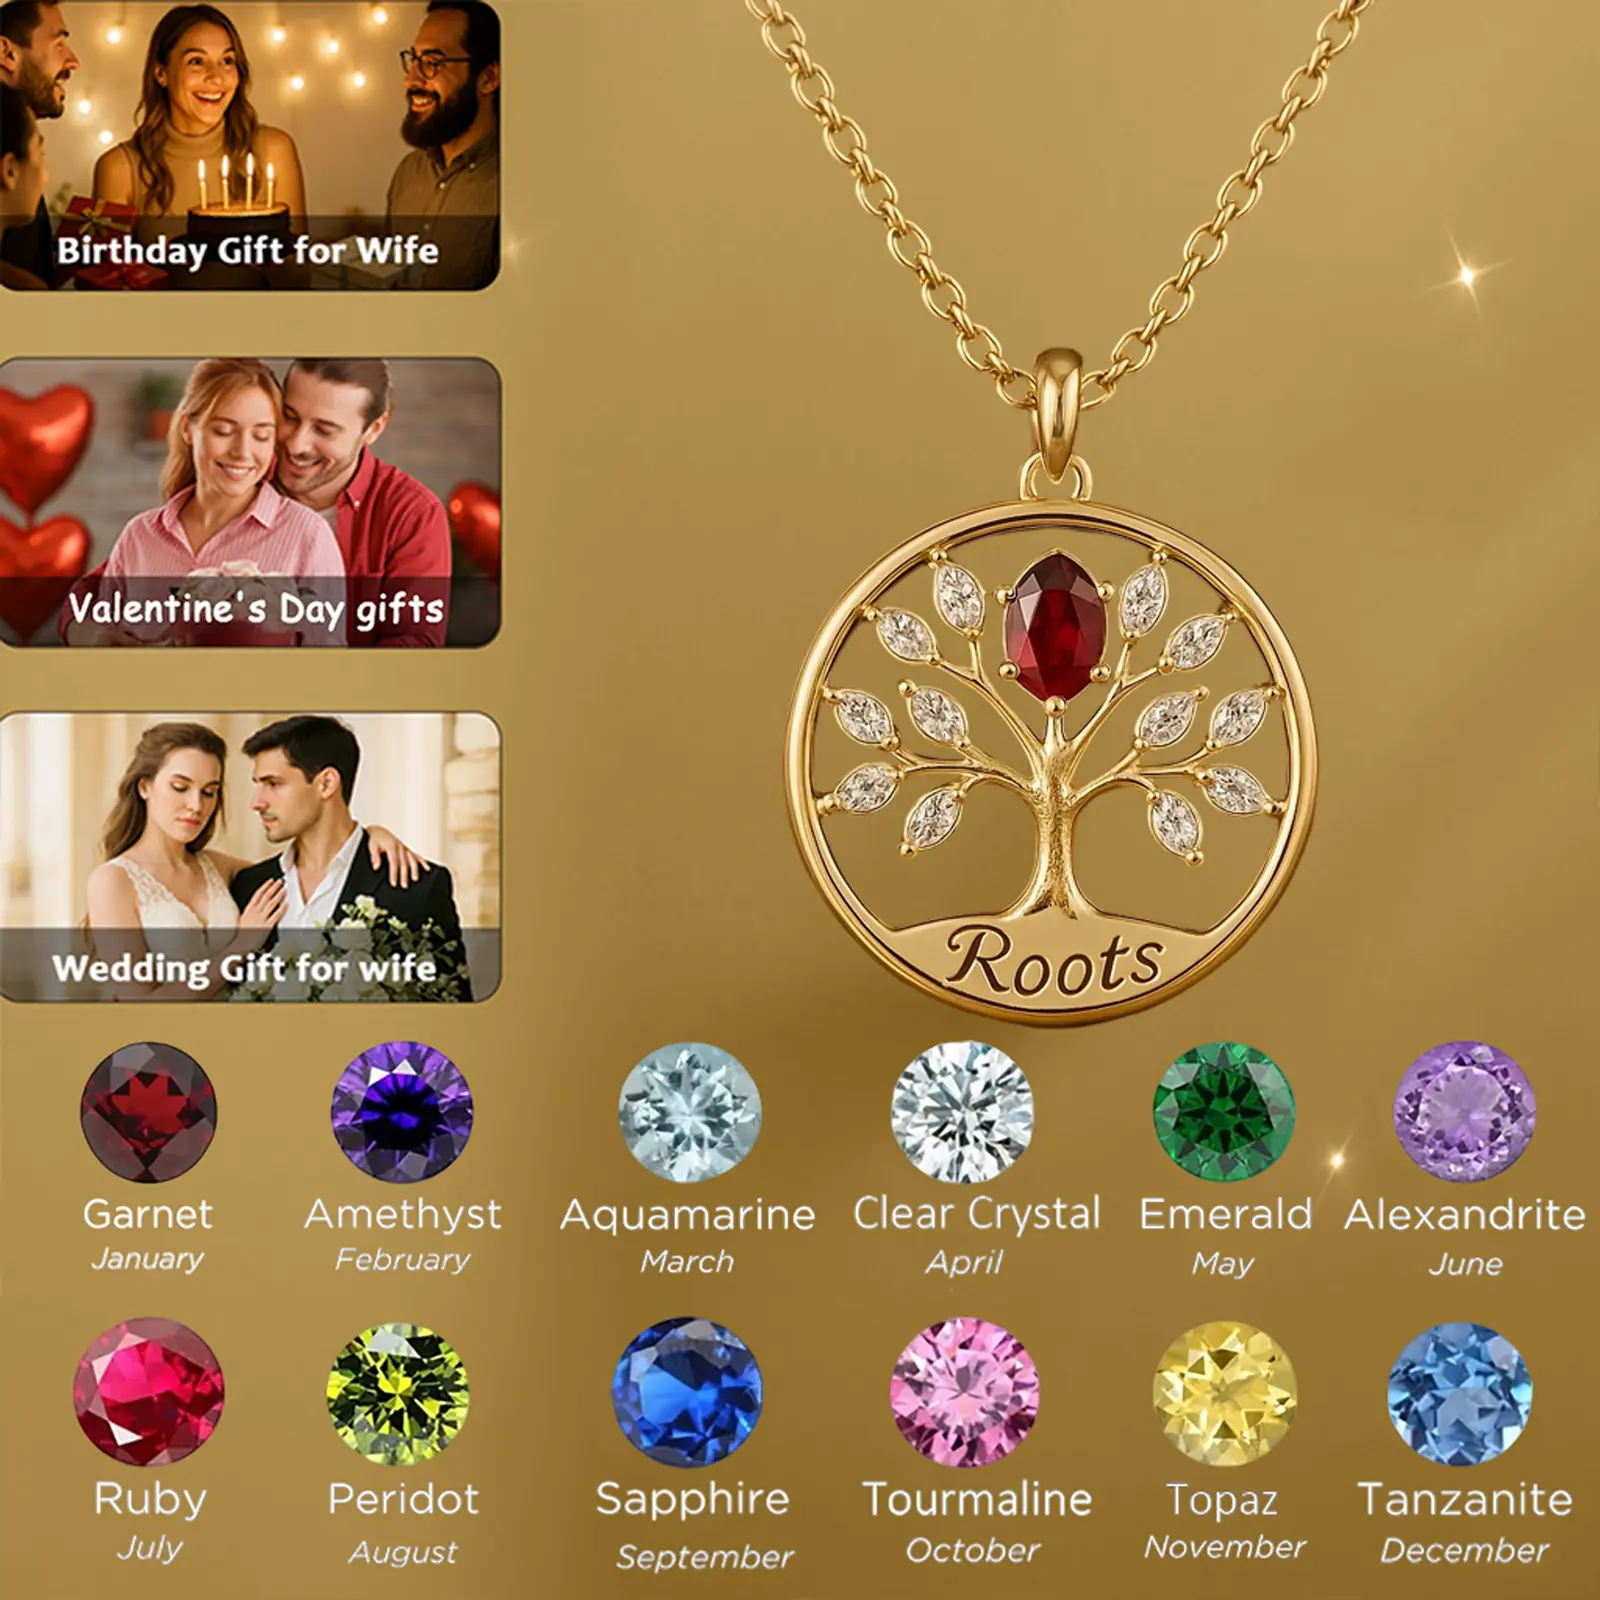 Birthday Gift for Wife
Valentine's Day gifts
Wedding Gift for wife
Roots
Garnet
January
Amethyst
February
Aquamarine
March
Clear Crystal
April
Emerald
May
Alexandrite
June
Ruby
July
Peridot
August
Sapphire
September
Tourmaline
October
Topaz
November
Tanzanite
December